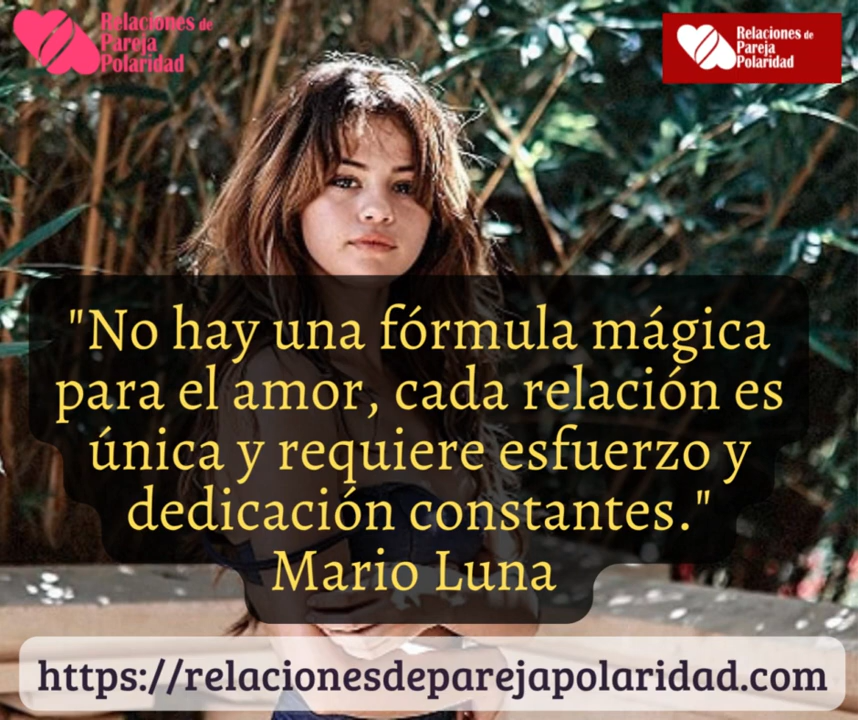 Relaciones de
Pareja
Polaridad
Relaciones de
Pareja
Polaridad
"No hay una fórmula mágica
para el amor, cada relación es
única y requiere esfuerzo y
dedicación constantes."
Mario Luna
https://relacionesdeparejapolaridad.com